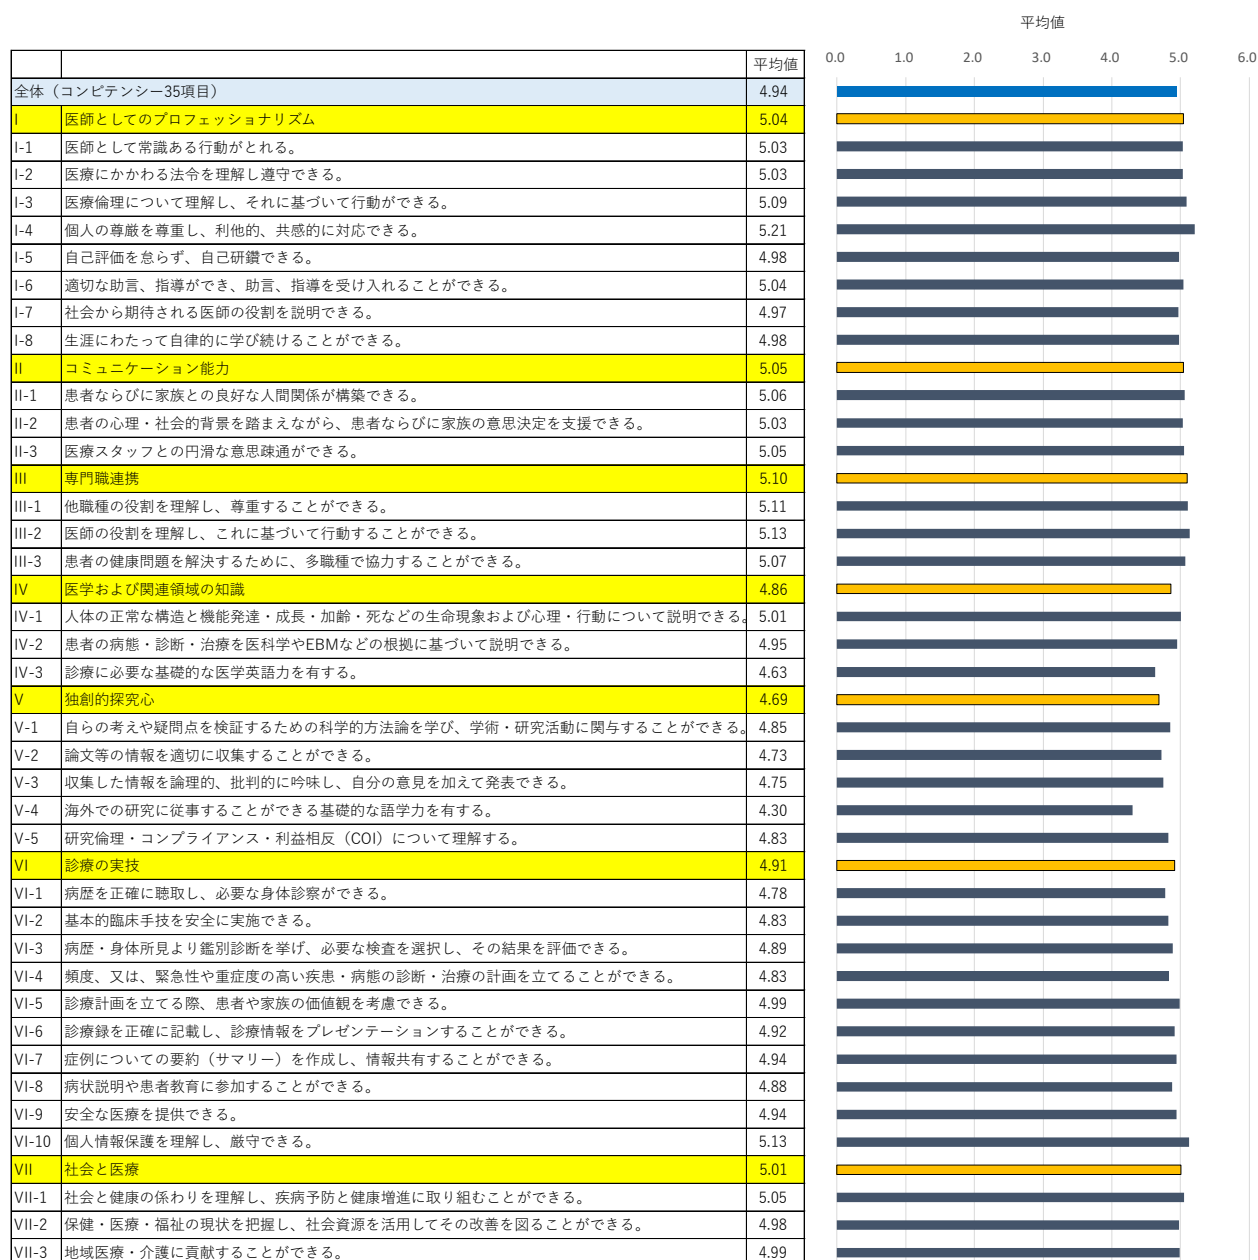 平均値
平均値
0.0 1.0 2.0 3.0 4.0 5.0 6.0
全体（コンピテンシー35項目） 4.94
I 医師としてのプロフェッショナリズム 5.04
I-1 医師として常識ある行動がとれる。 5.03
I-2 医療にかかわる法令を理解し遵守できる。 5.03
I-3 医療倫理について理解し、それに基づいて行動ができる。 5.09
I-4 個人の尊厳を尊重し、利他的、共感的に対応できる。 5.21
I-5 自己評価を怠らず、自己研鑽できる。 4.98
I-6 適切な助言、指導ができ、助言、指導を受け入れることができる。 5.04
I-7 社会から期待される医師の役割を説明できる。 4.97
I-8 生涯にわたって自律的に学び続けることができる。 4.98
II コミュニケーション能力 5.05
II-1 患者ならびに家族との良好な人間関係が構築できる。 5.06
II-2 患者の心理・社会的背景を踏まえながら、患者ならびに家族の意思決定を支援できる。 5.03
II-3 医療スタッフとの円滑な意思疎通ができる。 5.05
III 専門職連携 5.10
III-1 他職種の役割を理解し、尊重することができる。 5.11
III-2 医師の役割を理解し、これに基づいて行動することができる。 5.13
III-3 患者の健康問題を解決するために、多職種で協力することができる。 5.07
IV 医学および関連領域の知識 4.86
IV-1 人体の正常な構造と機能発達・成長・加齢・死などの生命現象および心理・行動について説明できる。 5.01
IV-2 患者の病態・診断・治療を医科学やEBMなどの根拠に基づいて説明できる。 4.95
IV-3 診療に必要な基礎的な医学英語力を有する。 4.63
V 独創的探究心 4.69
V-1 自らの考えや疑問点を検証するための科学的方法論を学び、学術・研究活動に関与することができる。 4.85
V-2 論文等の情報を適切に収集することができる。 4.73
V-3 収集した情報を論理的、批判的に吟味し、自分の意見を加えて発表できる。 4.75
V-4 海外での研究に従事することができる基礎的な語学力を有する。 4.30
V-5 研究倫理・コンプライアンス・利益相反（COI）について理解する。 4.83
VI 診療の実技 4.91
VI-1 病歴を正確に聴取し、必要な身体診察ができる。 4.78
VI-2 基本的臨床手技を安全に実施できる。 4.83
VI-3 病歴・身体所見より鑑別診断を挙げ、必要な検査を選択し、その結果を評価できる。 4.89
VI-4 頻度、又は、緊急性や重症度の高い疾患・病態の診断・治療の計画を立てることができる。 4.83
VI-5 診療計画を立てる際、患者や家族の価値観を考慮できる。 4.99
VI-6 診療録を正確に記載し、診療情報をプレゼンテーションすることができる。 4.92
VI-7 症例についての要約（サマリー）を作成し、情報共有することができる。 4.94
VI-8 病状説明や患者教育に参加することができる。 4.88
VI-9 安全な医療を提供できる。 4.94
VI-10 個人情報保護を理解し、厳守できる。 5.13
VII 社会と医療 5.01
VII-1 社会と健康の係わりを理解し、疾病予防と健康増進に取り組むことができる。 5.05
VII-2 保健・医療・福祉の現状を把握し、社会資源を活用してその改善を図ることができる。 4.98
VII-3 地域医療・介護に貢献することができる。 4.99